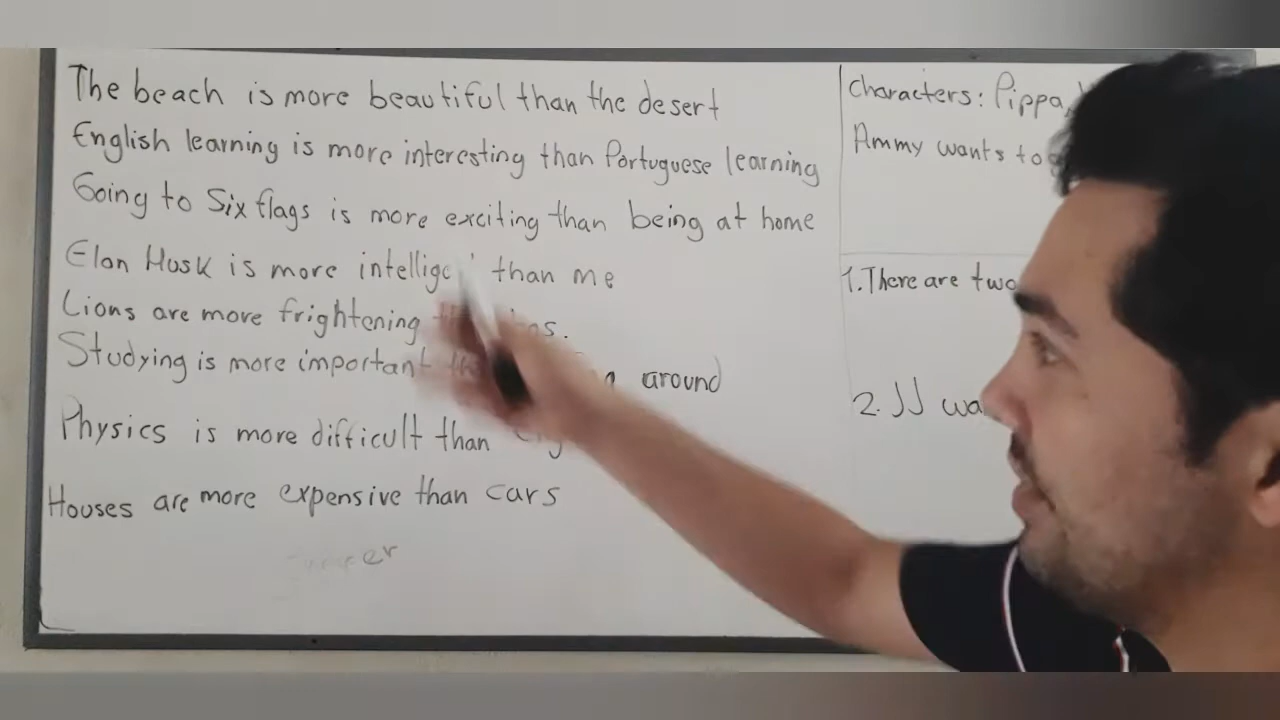 The beach is more beautiful than the desert
English learning is more interesting than Portuguese learning
Going to Six flags is more exciting than being at home
Elon Musk is more than me
Lions are more frightening
Studying is more important around
Physics is more difficult than
Houses are more expensive than cars
Characters: Pippa,
Ammy wants to
1. There are two
2. JJ